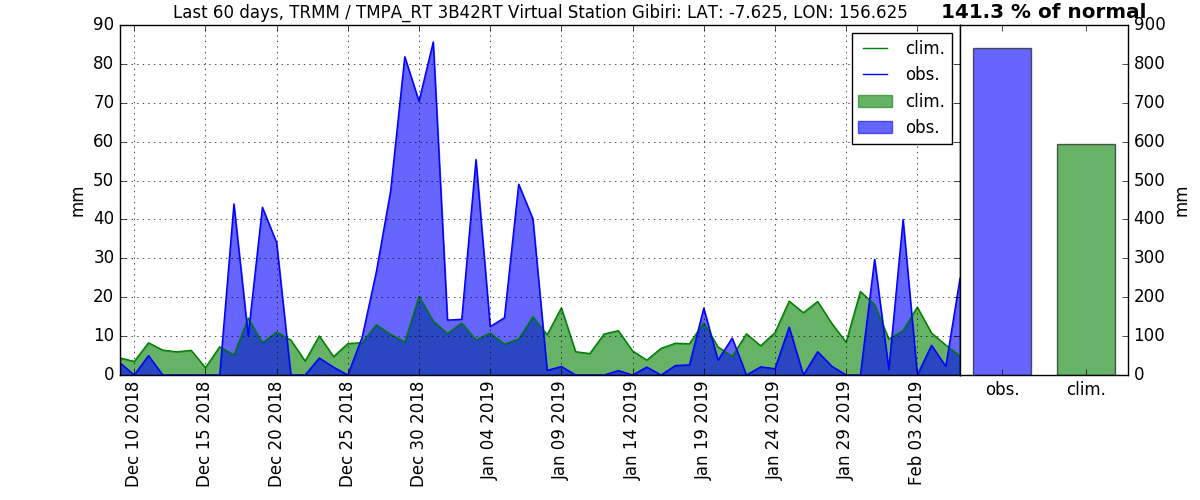 Last 60 days, TRMM / TMPA_RT 3B42RT Virtual Station Gibiri: LAT: -7.625, LON: 156.625
141.3 % of normal
90
80
70
60
50
40
30
20
10
0
mm
clim.
obs.
clim.
obs.
900
800
700
600
500
400
300
200
100
0
mm
Dec 10 2018
Dec 15 2018
Dec 20 2018
Dec 25 2018
Dec 30 2018
Jan 04 2019
Jan 09 2019
Jan 14 2019
Jan 19 2019
Jan 24 2019
Jan 29 2019
Feb 03 2019
obs.
clim.